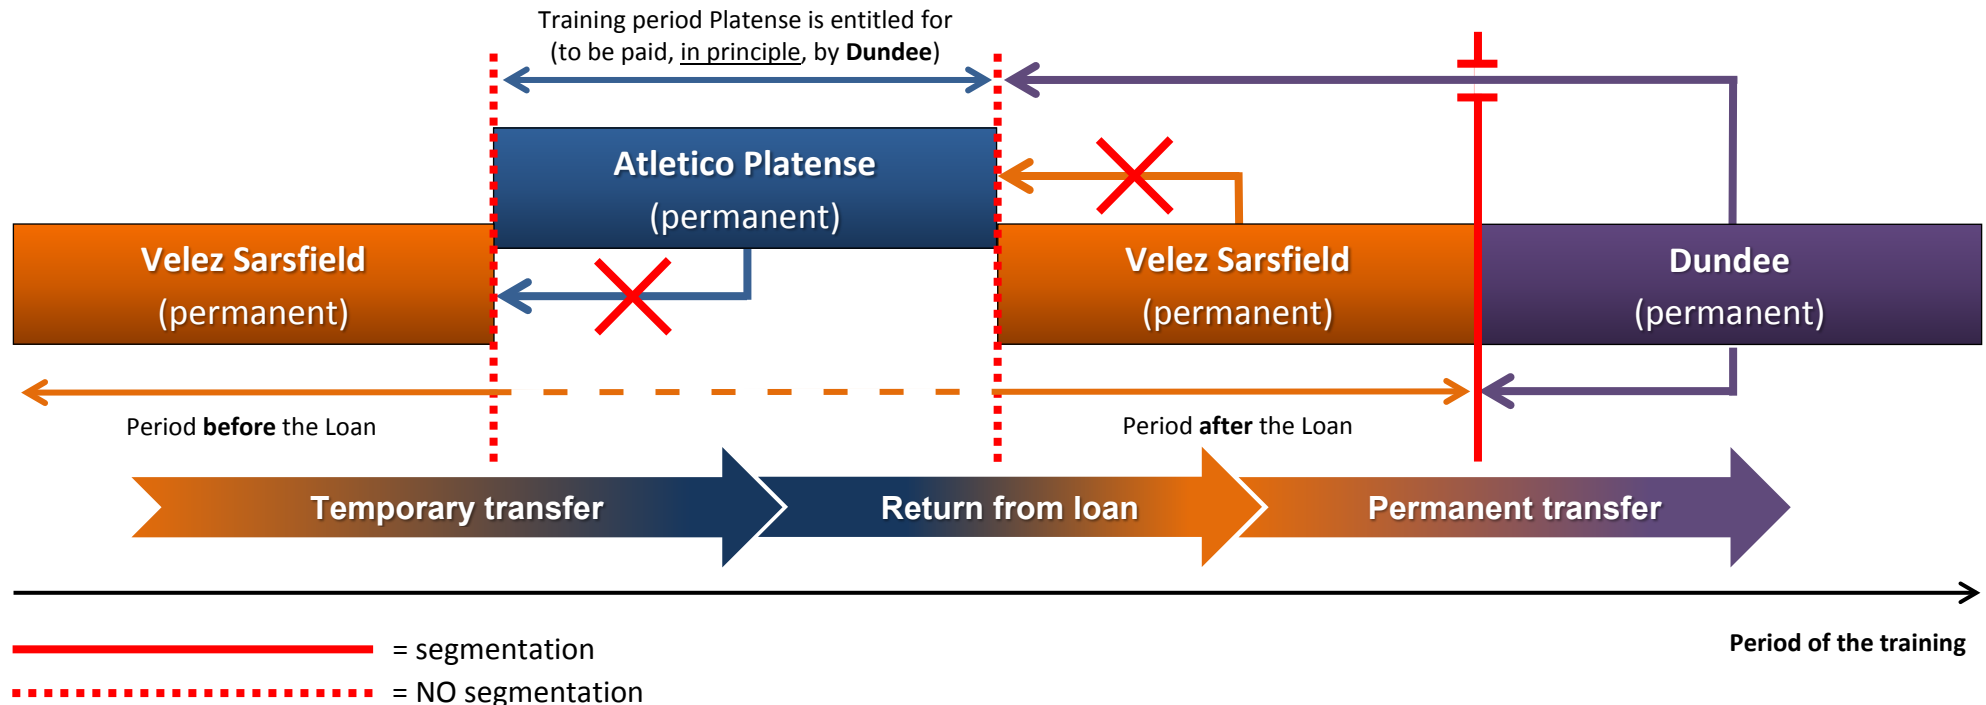 Training period Platense is entitled for
(to be paid, in principle, by Dundee)
Atletico Platense
(permanent)
Velez Sarsfield
(permanent)
Velez Sarsfield
(permanent)
Dundee
(permanent)
Period before the Loan
Period after the Loan
Temporary transfer
Return from loan
Permanent transfer
Period of the training
= segmentation
= NO segmentation